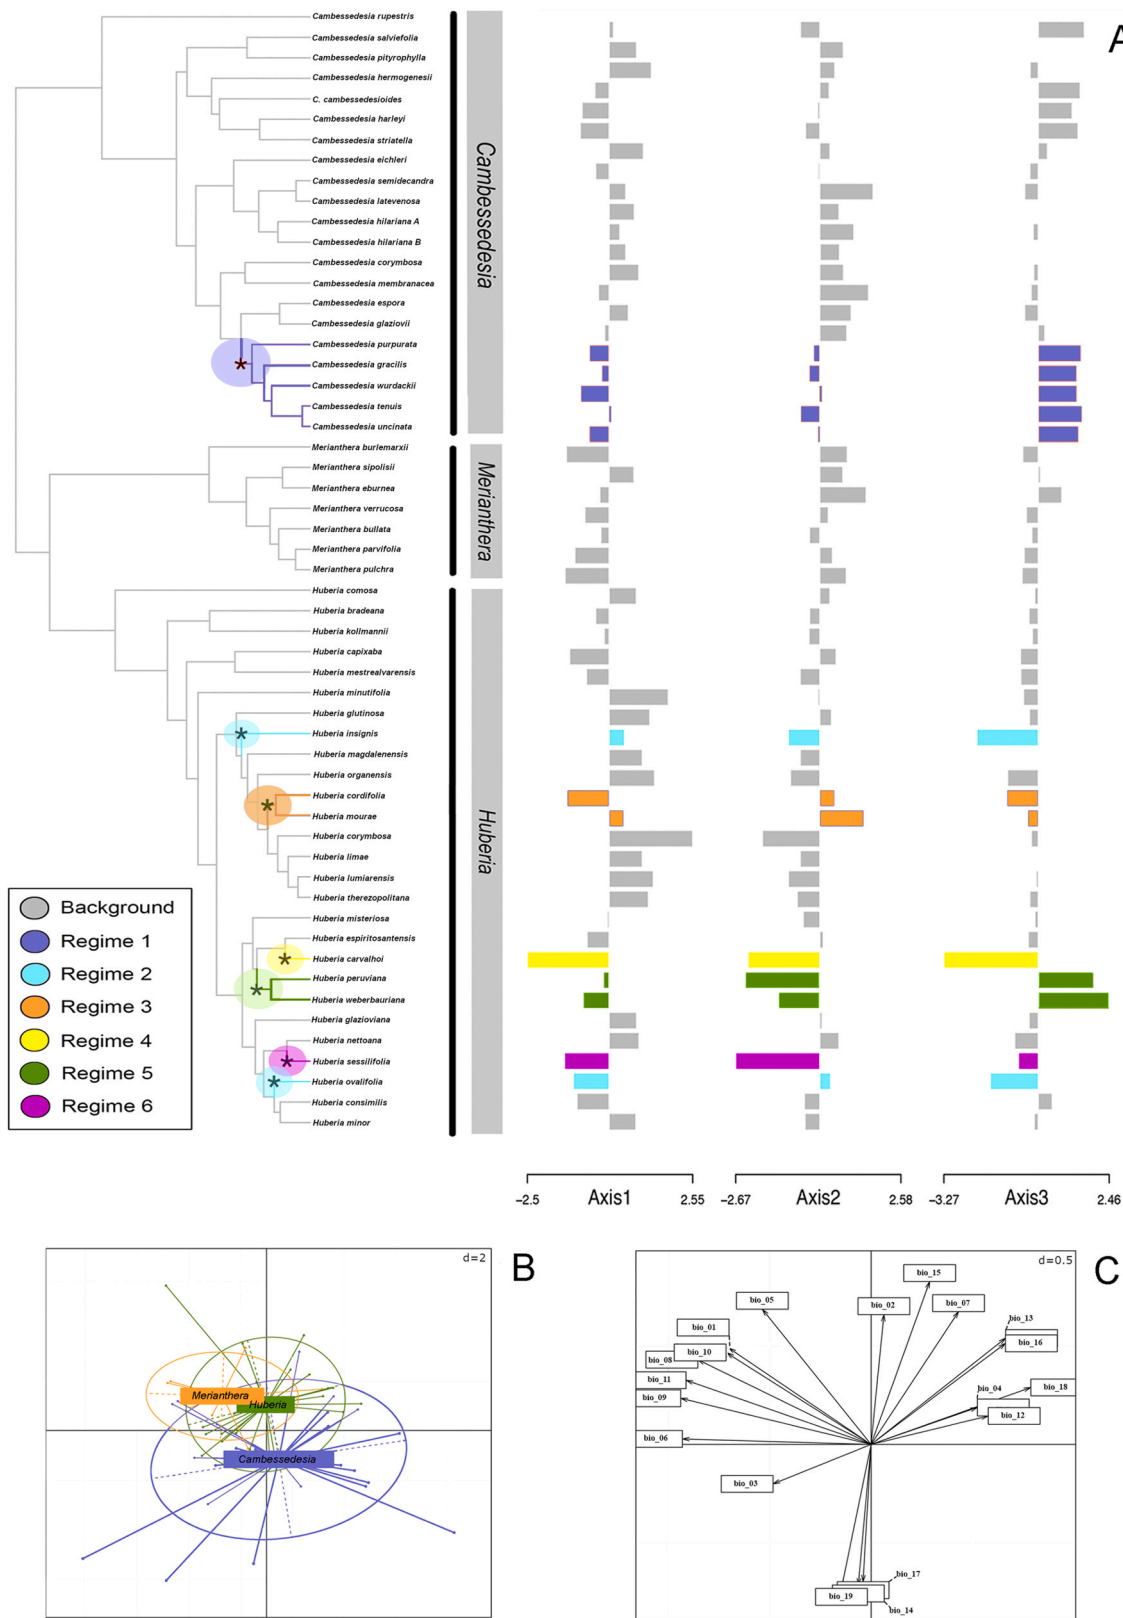 A
Cambessedesia rupestris
Cambessedesia salviefolia
Cambessedesia pityrophylla
Cambessedesia hermogenesii
C. cambessedesioides
Cambessedesia harleyi
Cambessedesia striatella
Cambessedesia eichleri
Cambessedesia semidecandra
Cambessedesia latevenosa
Cambessedesia hilariana A
Cambessedesia hilariana B
Cambessedesia corymbosa
Cambessedesia membranacea
Cambessedesia espora
Cambessedesia glaziovii
Cambessedesia purpurata
Cambessedesia gracilis
Cambessedesia wurdackii
Cambessedesia tenuis
Cambessedesia uncinata
Cambessedesia
Merianthera burlemarxii
Merianthera sipolisii
Merianthera eburnea
Merianthera verrucosa
Merianthera bullata
Merianthera parvifolia
Merianthera pulchra
Merianthera
Huberia comosa
Huberia bradeana
Huberia kollmannii
Huberia capixaba
Huberia mestrealvarensis
Huberia minutifolia
Huberia glutinosa
Huberia insignis
Huberia magdalenensis
Huberia organensis
Huberia cordifolia
Huberia mourae
Huberia corymbosa
Huberia limae
Huberia lumiarensis
Huberia therezopolitana
Huberia misteriosa
Huberia espiritosantensis
Huberia carvalhoi
Huberia peruviana
Huberia weberbauriana
Huberia glazioviana
Huberia nettoana
Huberia sessilifolia
Huberia ovalifolia
Huberia consimilis
Huberia minor
Huberia
Background
Regime 1
Regime 2
Regime 3
Regime 4
Regime 5
Regime 6
-2.5 Axis1 2.55
-2.67 Axis2 2.58
-3.27 Axis3 2.46
d=2
B
Merianthera
Huberia
Cambessedesia
d=0.5
C
bio_15
bio_05
bio_02
bio_07
bio_13
bio_01
bio_16
bio_10
bio_08
bio_11
bio_04
bio_18
bio_09
bio_12
bio_06
bio_03
bio_17
bio_19
bio_14